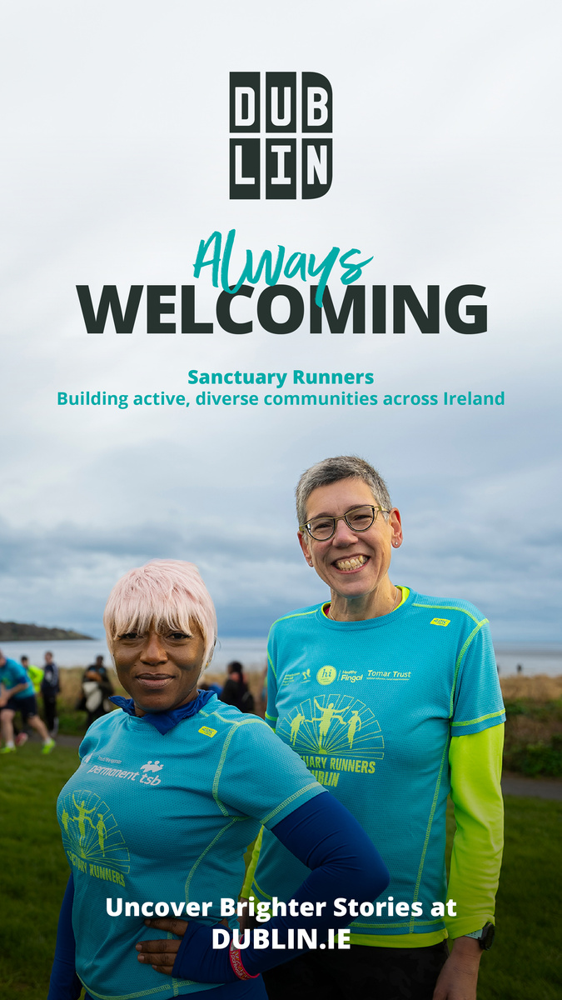 DUB
LIN
Always
WELCOMING
Sanctuary Runners
Building active, diverse communities across Ireland
hi
Healthy
Fingal
Tomar Trust
permanent tsb
RUNNERS
DUBLIN
RUNNERS
Uncover Brighter Stories at
DUBLIN.IE